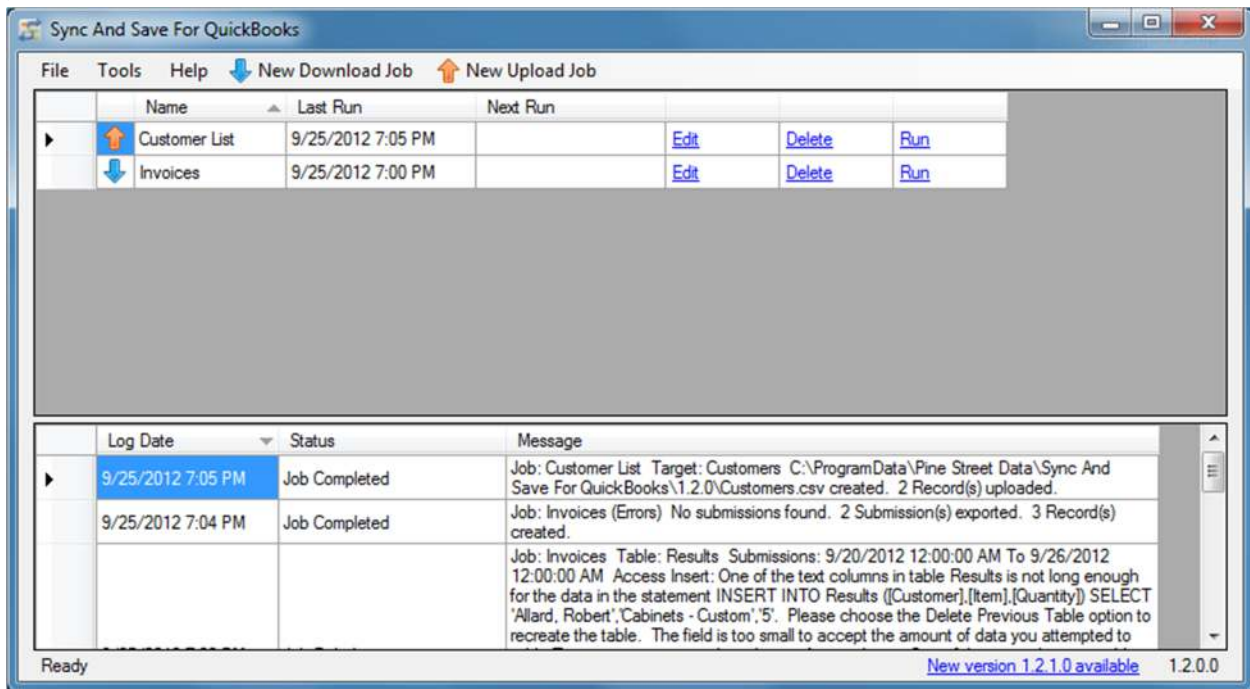 Sync And Save For QuickBooks
File Tools Help New Download Job New Upload Job
Name Last Run Next Run
Customer List 9/25/2012 7:05 PM Edit Delete Run
Invoices 9/25/2012 7:00 PM Edit Delete Run
Log Date Status Message
9/25/2012 7:05 PM Job Completed Job: Customer List Target: Customers C:\ProgramData\Pine Street Data\Sync And
Save For QuickBooks\1.2.0\Customers.csv created. 2 Record(s) uploaded.
9/25/2012 7:04 PM Job Completed Job: Invoices (Errors) No submissions found. 2 Submission(s) exported. 3 Record(s)
created.
Job: Invoices Table: Results Submissions: 9/20/2012 12:00:00 AM To 9/26/2012
12:00:00 AM Access Insert: One of the text columns in table Results is not long enough
for the data in the statement INSERT INTO Results ([Customer],[Item],[Quantity]) SELECT
'Allard, Robert','Cabinets - Custom','5'. Please choose the Delete Previous Table option to
recreate the table. The field is too small to accept the amount of data you attempted to
Ready New version 1.2.1.0 available 1.2.0.0